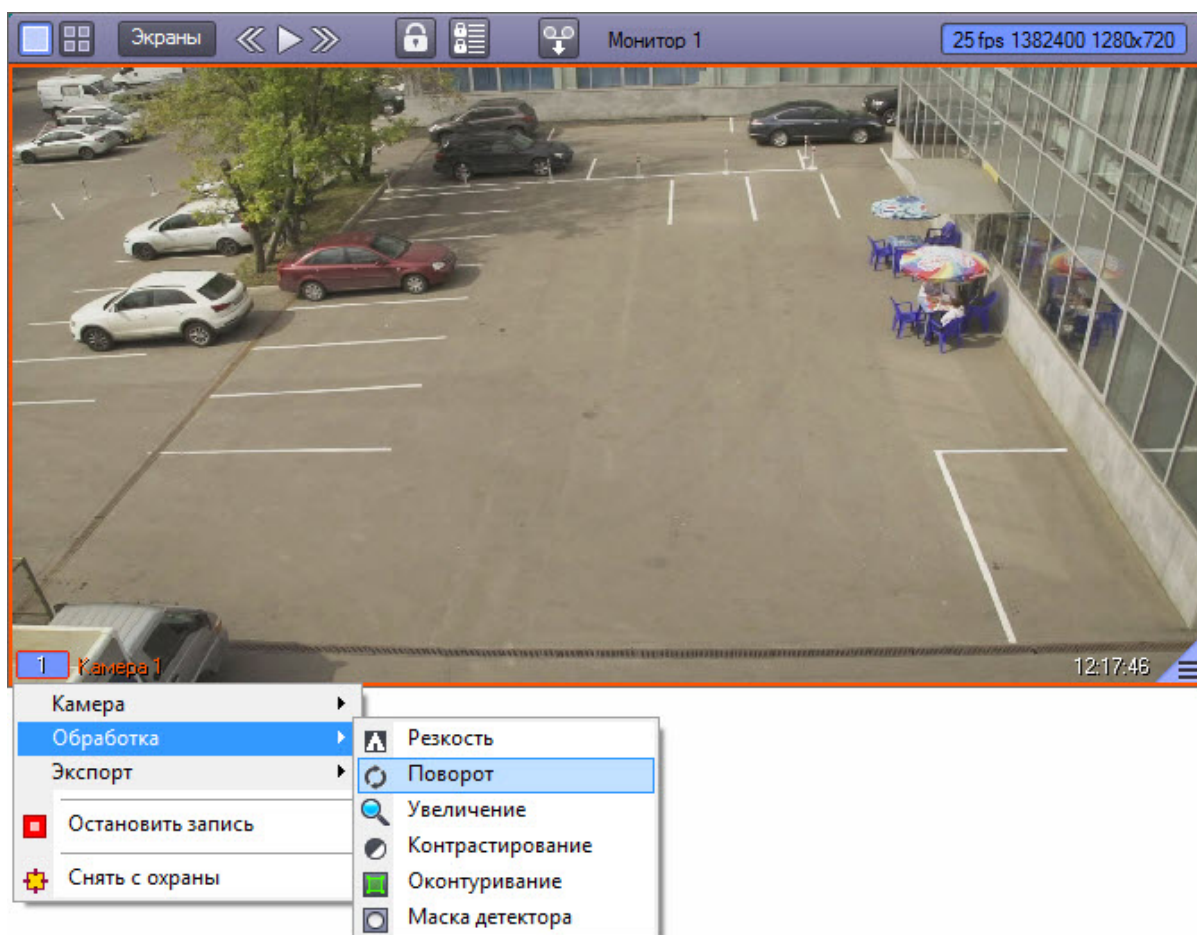 Экраны
Монитор 1
25 fps 1382400 1280x720
1
Камера 1
12:17:46
Камера
Обработка
Экспорт
Остановить запись
Снять с охраны
Резкость
Поворот
Увеличение
Контрастирование
Оконтуривание
Маска детектора